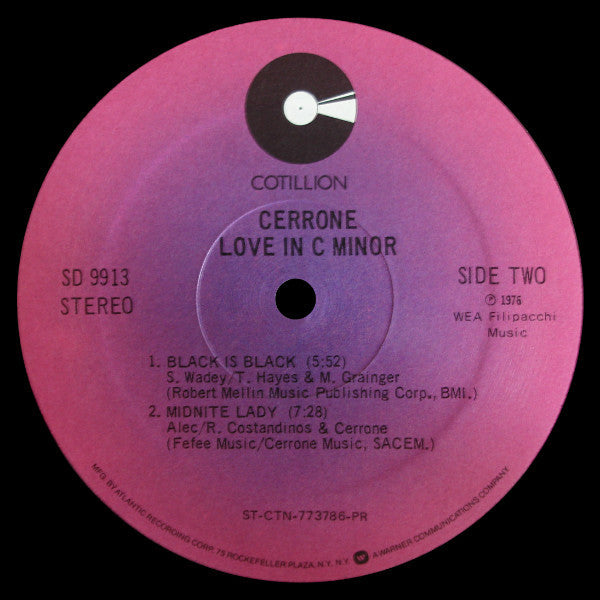 COTILLION
CERRONE
LOVE IN C MINOR
SD 9913
STEREO
SIDE TWO
℗ 1976
WEA Filipacchi
Music
1. BLACK IS BLACK (5:52)
S. Wadey/T. Hayes & M. Grainger
(Robert Mellin Music Publishing Corp., BMI.)
2. MIDNITE LADY (7:28)
Alec/R. Costandinos & Cerrone
(Fefee Music/Cerrone Music, SACEM.)
ST-CTN-773786-PR
MFG. BY ATLANTIC RECORDING CORP. 75 ROCKEFELLER PLAZA, N.Y. N.Y. A WARNER COMMUNICATIONS COMPANY.